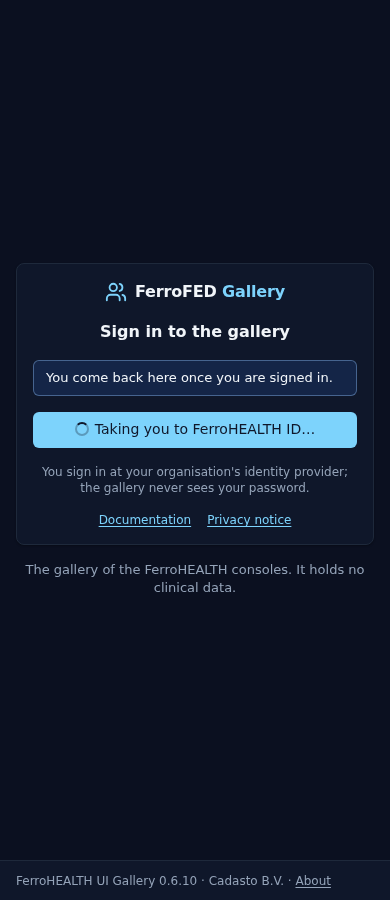 FerroFED Gallery
Sign in to the gallery
You come back here once you are signed in.
Taking you to FerroHEALTH ID…
You sign in at your organisation's identity provider;
the gallery never sees your password.
Documentation Privacy notice
The gallery of the FerroHEALTH consoles. It holds no
clinical data.
FerroHEALTH UI Gallery 0.6.10 · Cadasto B.V. · About